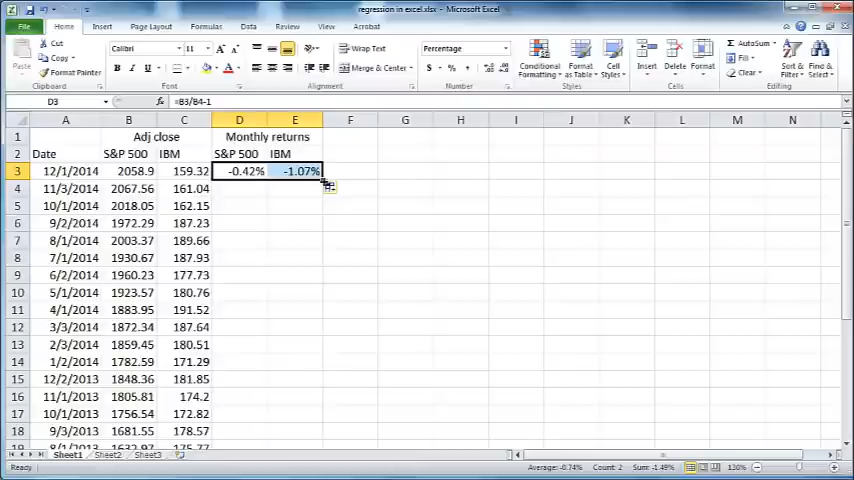 regression in excel.xlsx - Microsoft Excel
File Home Insert Page Layout Formulas Data Review View Acrobat
Cut
Copy
Format Painter
Paste
Clipboard
Calibri 11
Font
Wrap Text
Merge & Center
Alignment
Percentage
Number
Conditional Formatting
Format as Table
Cell Styles
Styles
Insert Delete Format
Cells
AutoSum
Fill
Clear
Sort & Filter
Find & Select
Editing
D3 fx =B3/B4-1
A B C D E F G H I J K L M N
1 Adj close Monthly returns
2 Date S&P 500 IBM S&P 500 IBM
3 12/1/2014 2058.9 159.32 -0.42% -1.07%
4 11/3/2014 2067.56 161.04
5 10/1/2014 2018.05 162.15
6 9/2/2014 1972.29 187.23
7 8/1/2014 2003.37 189.66
8 7/1/2014 1930.67 187.93
9 6/2/2014 1960.23 177.73
10 5/1/2014 1923.57 180.76
11 4/1/2014 1883.95 191.52
12 3/3/2014 1872.34 187.64
13 2/3/2014 1859.45 180.51
14 1/2/2014 1782.59 171.29
15 12/2/2013 1848.36 181.85
16 11/1/2013 1805.81 174.2
17 10/1/2013 1756.54 172.82
18 9/3/2013 1681.55 178.57
19 8/1/2013 1632.97 175.77
Sheet1 Sheet2 Sheet3
Ready Average: -0.74% Count: 2 Sum: -1.49% 130%